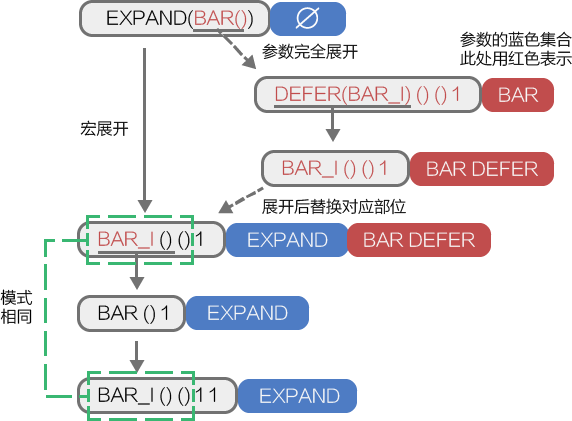 EXPAND(BAR()) ∅
参数完全展开
参数的蓝色集合
此处用红色表示
DEFER(BAR_I) () () 1 BAR
宏展开
BAR_I () () 1 BAR DEFER
展开后替换对应部位
BAR_I () () 1 EXPAND BAR DEFER
模式
相同
BAR () 1 EXPAND
BAR_I () () 1 1 EXPAND